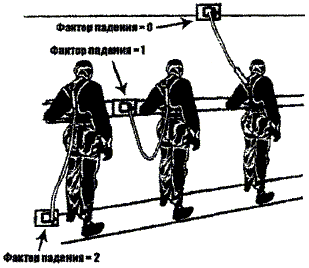 Фактор падения = 0
Фактор падения = 1
Фактор падения = 2